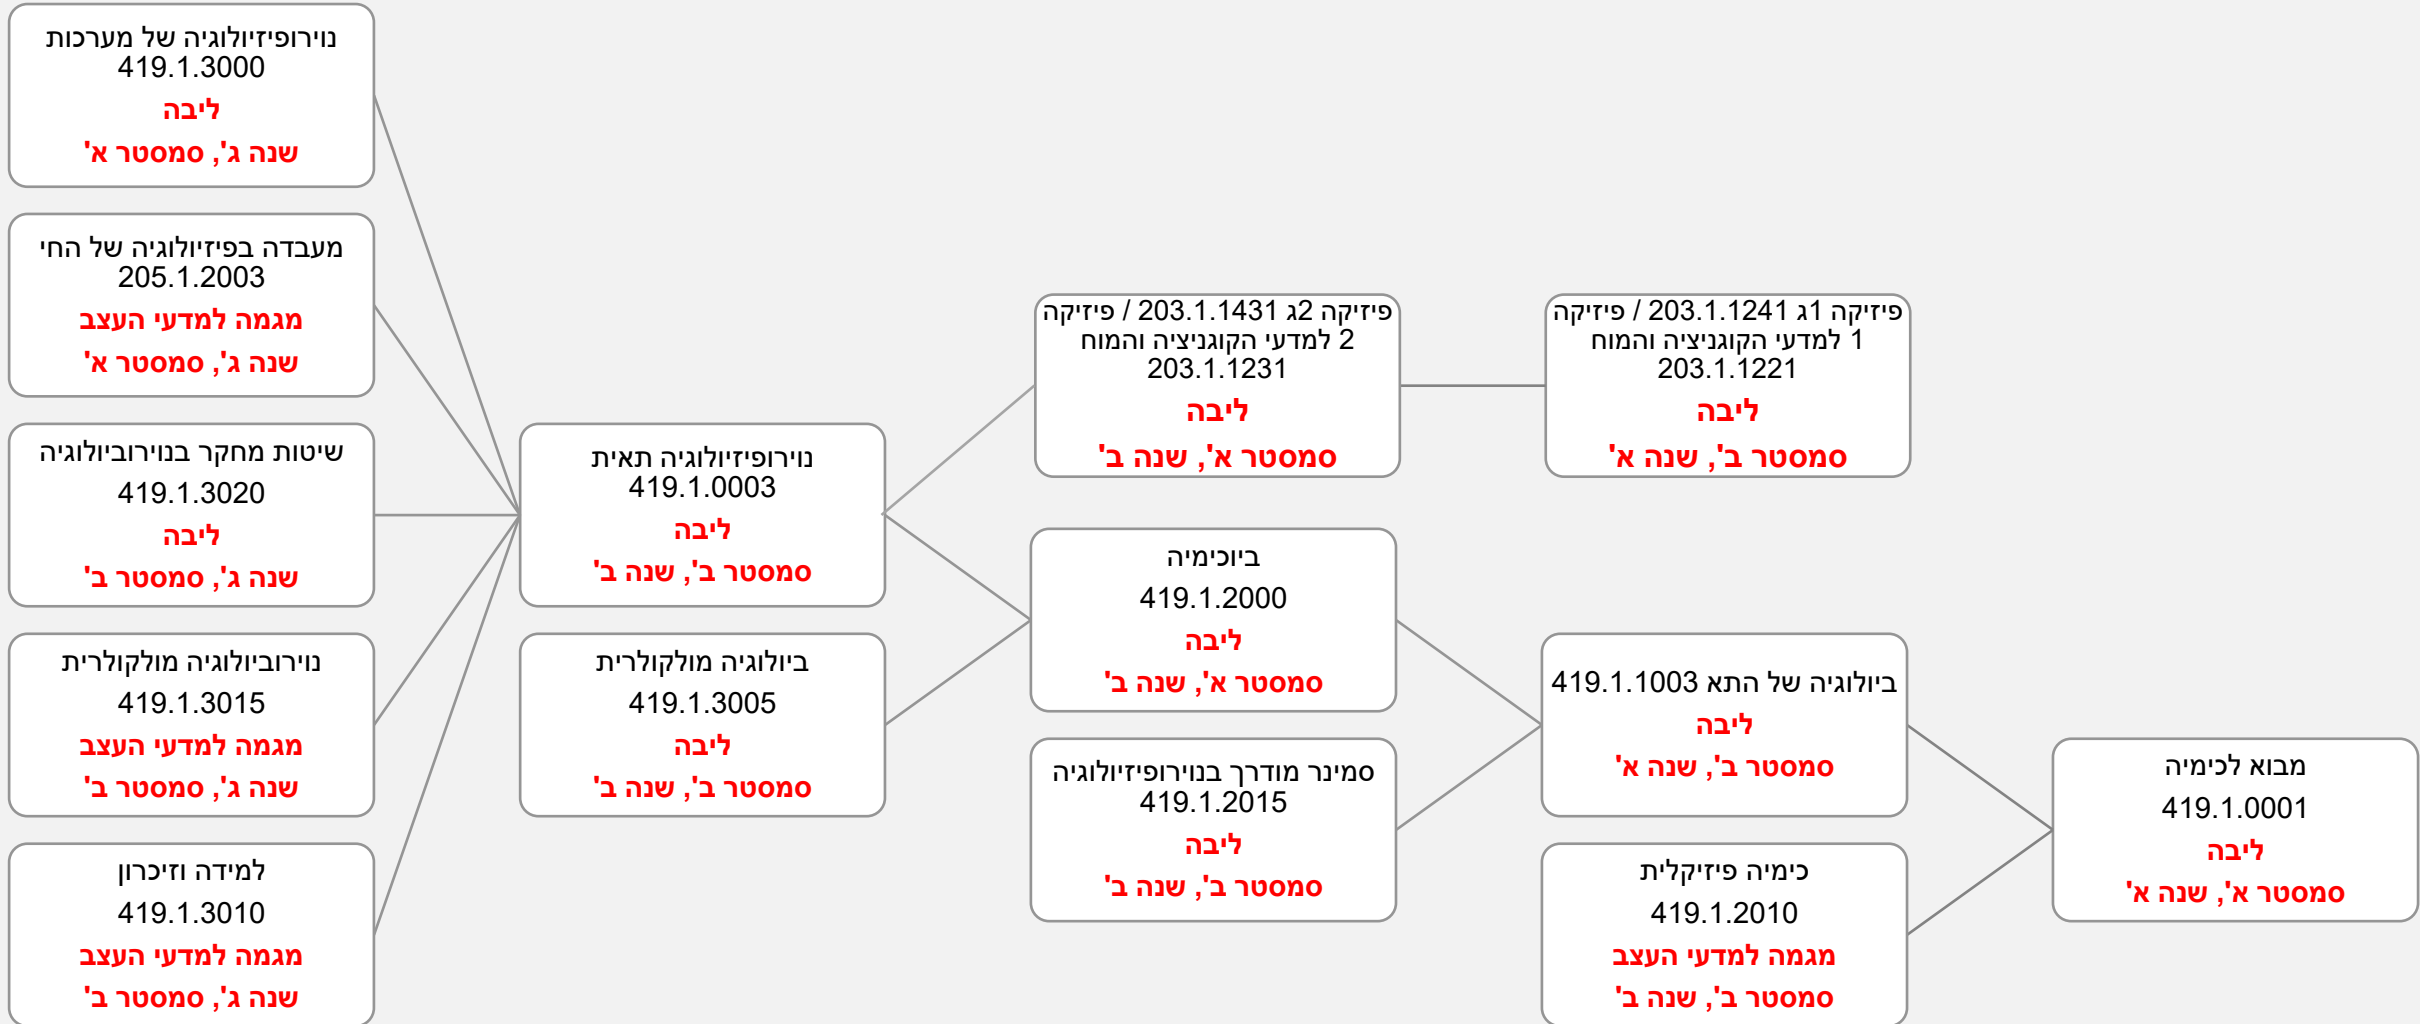 מבוא לכימיה
419.1.0001
ליבה
סמסטר א', שנה א'
פיזיקה 1ג 203.1.1241 / פיזיקה
1 למדעי הקוגניציה והמוח
203.1.1221
ליבה
סמסטר ב', שנה א'
ביולוגיה של התא 419.1.1003
ליבה
סמסטר ב', שנה א'
כימיה פיזיקלית
419.1.2010
מגמה למדעי העצב
סמסטר ב', שנה ב'
פיזיקה 2ג 203.1.1431 / פיזיקה
2 למדעי הקוגניציה והמוח
203.1.1231
ליבה
סמסטר א', שנה ב'
ביוכימיה
419.1.2000
ליבה
סמסטר א', שנה ב'
סמינר מודרך בנוירופיזיולוגיה
419.1.2015
ליבה
סמסטר ב', שנה ב'
נוירופיזיולוגיה תאית
419.1.0003
ליבה
סמסטר ב', שנה ב'
ביולוגיה מולקולרית
419.1.3005
ליבה
סמסטר ב', שנה ב'
נוירופיזיולוגיה של מערכות
419.1.3000
ליבה
שנה ג', סמסטר א'
מעבדה בפיזיולוגיה של החי
205.1.2003
מגמה למדעי העצב
שנה ג', סמסטר א'
שיטות מחקר בנוירוביולוגיה
419.1.3020
ליבה
שנה ג', סמסטר ב'
נוירוביולוגיה מולקולרית
419.1.3015
מגמה למדעי העצב
שנה ג', סמסטר ב'
למידה וזיכרון
419.1.3010
מגמה למדעי העצב
שנה ג', סמסטר ב'